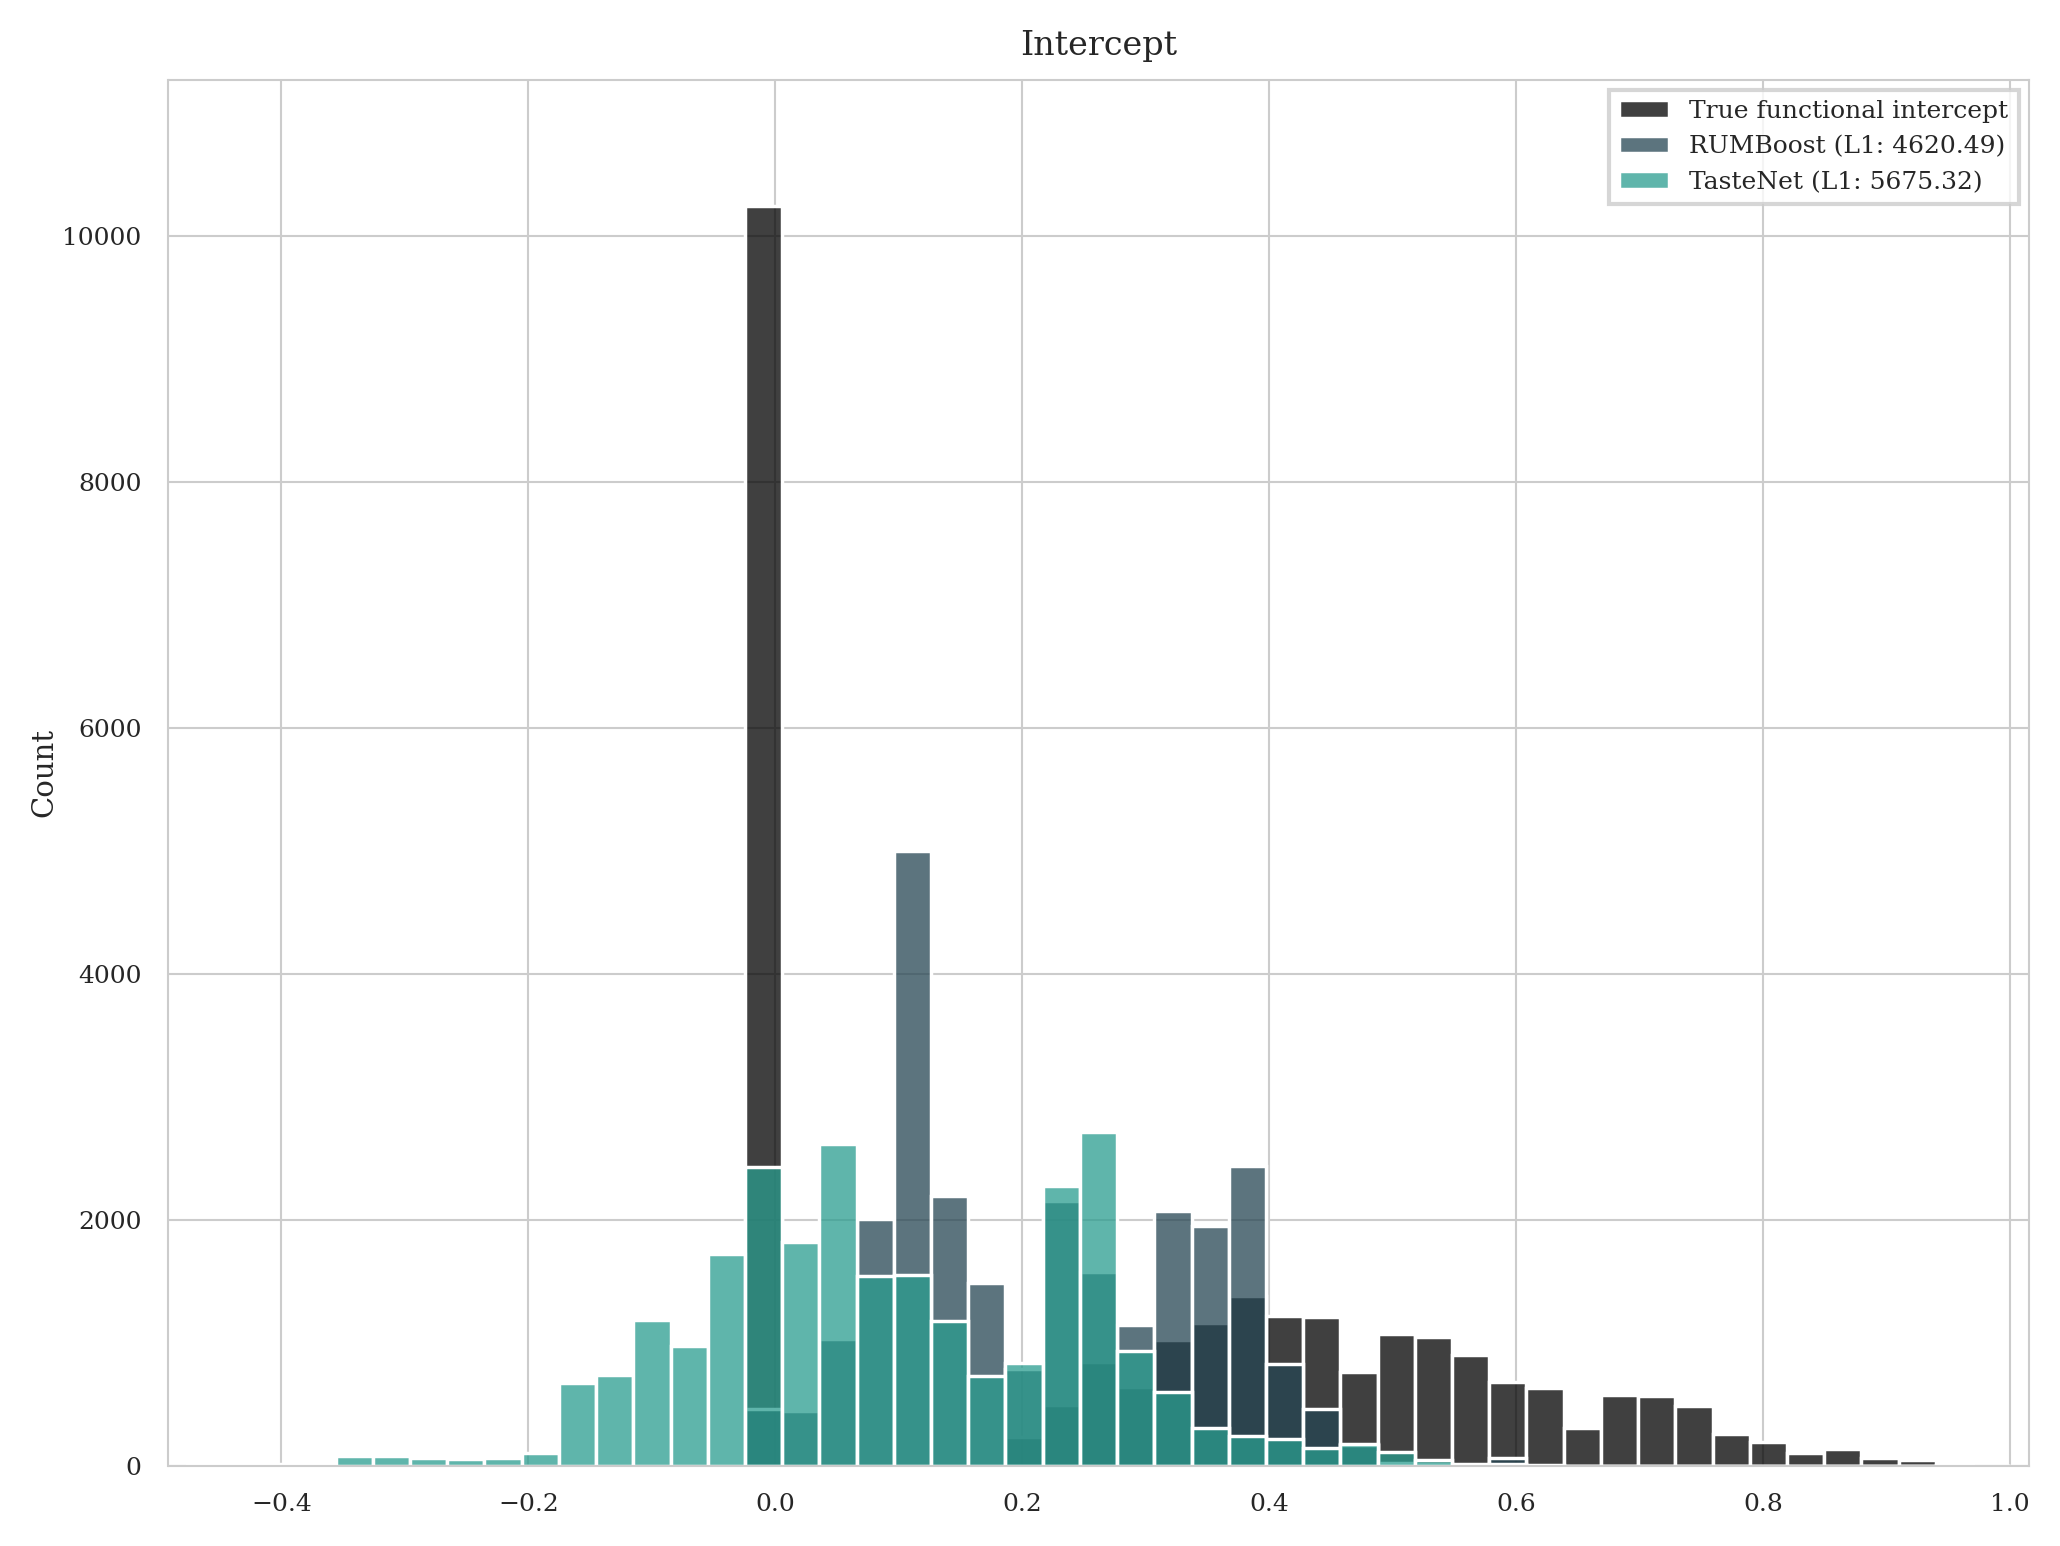 Intercept
True functional intercept
RUMBoost (L1: 4620.49)
TasteNet (L1: 5675.32)
Count
10000
8000
6000
4000
2000
0
−0.4 −0.2 0.0 0.2 0.4 0.6 0.8 1.0